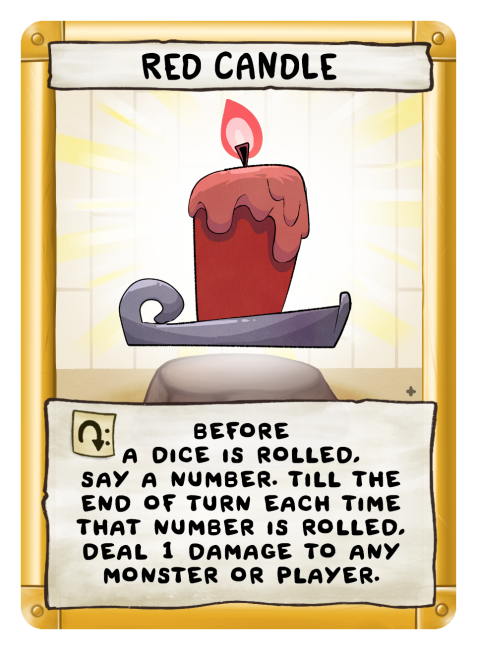 RED CANDLE
BEFORE
A DICE IS ROLLED,
SAY A NUMBER. TILL THE
END OF TURN EACH TIME
THAT NUMBER IS ROLLED,
DEAL 1 DAMAGE TO ANY
MONSTER OR PLAYER.